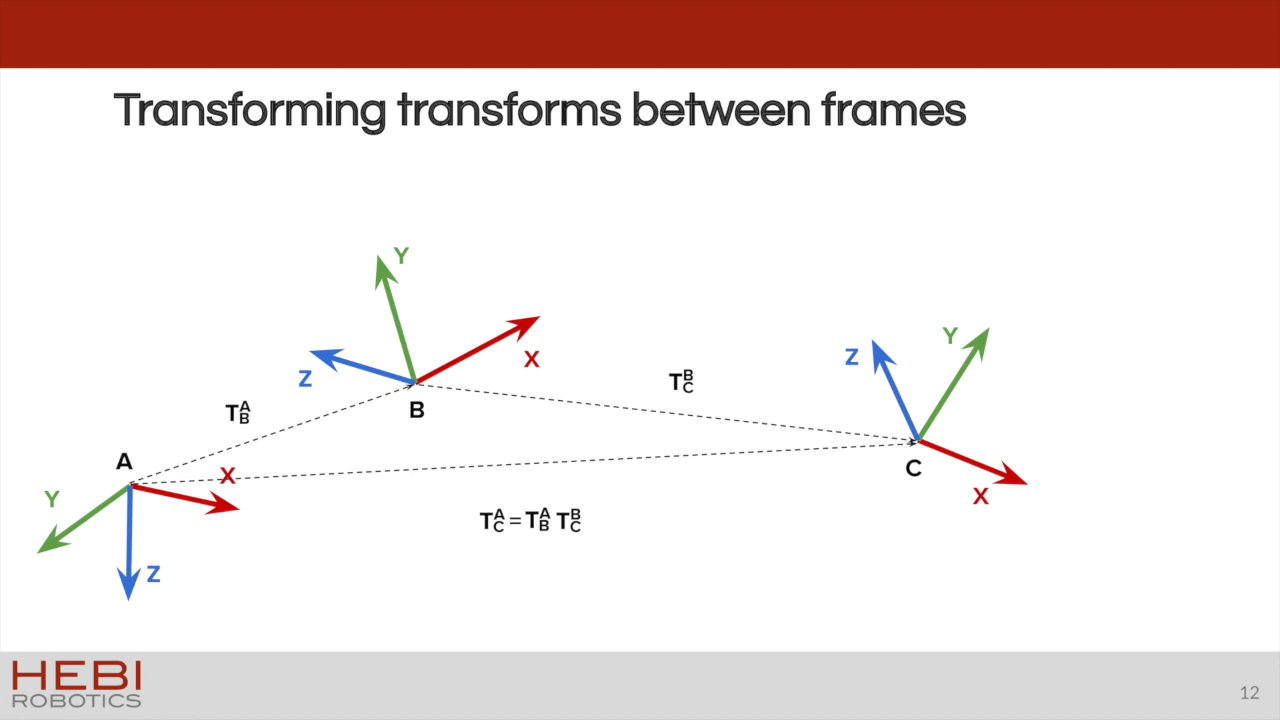 Transforming transforms between frames
Y
Z
X
B
T^A_B
T^B_C
Z
Y
C
X
A
X
Y
Z
T^A_C = T^A_B T^B_C
HEBI
ROBOTICS
12